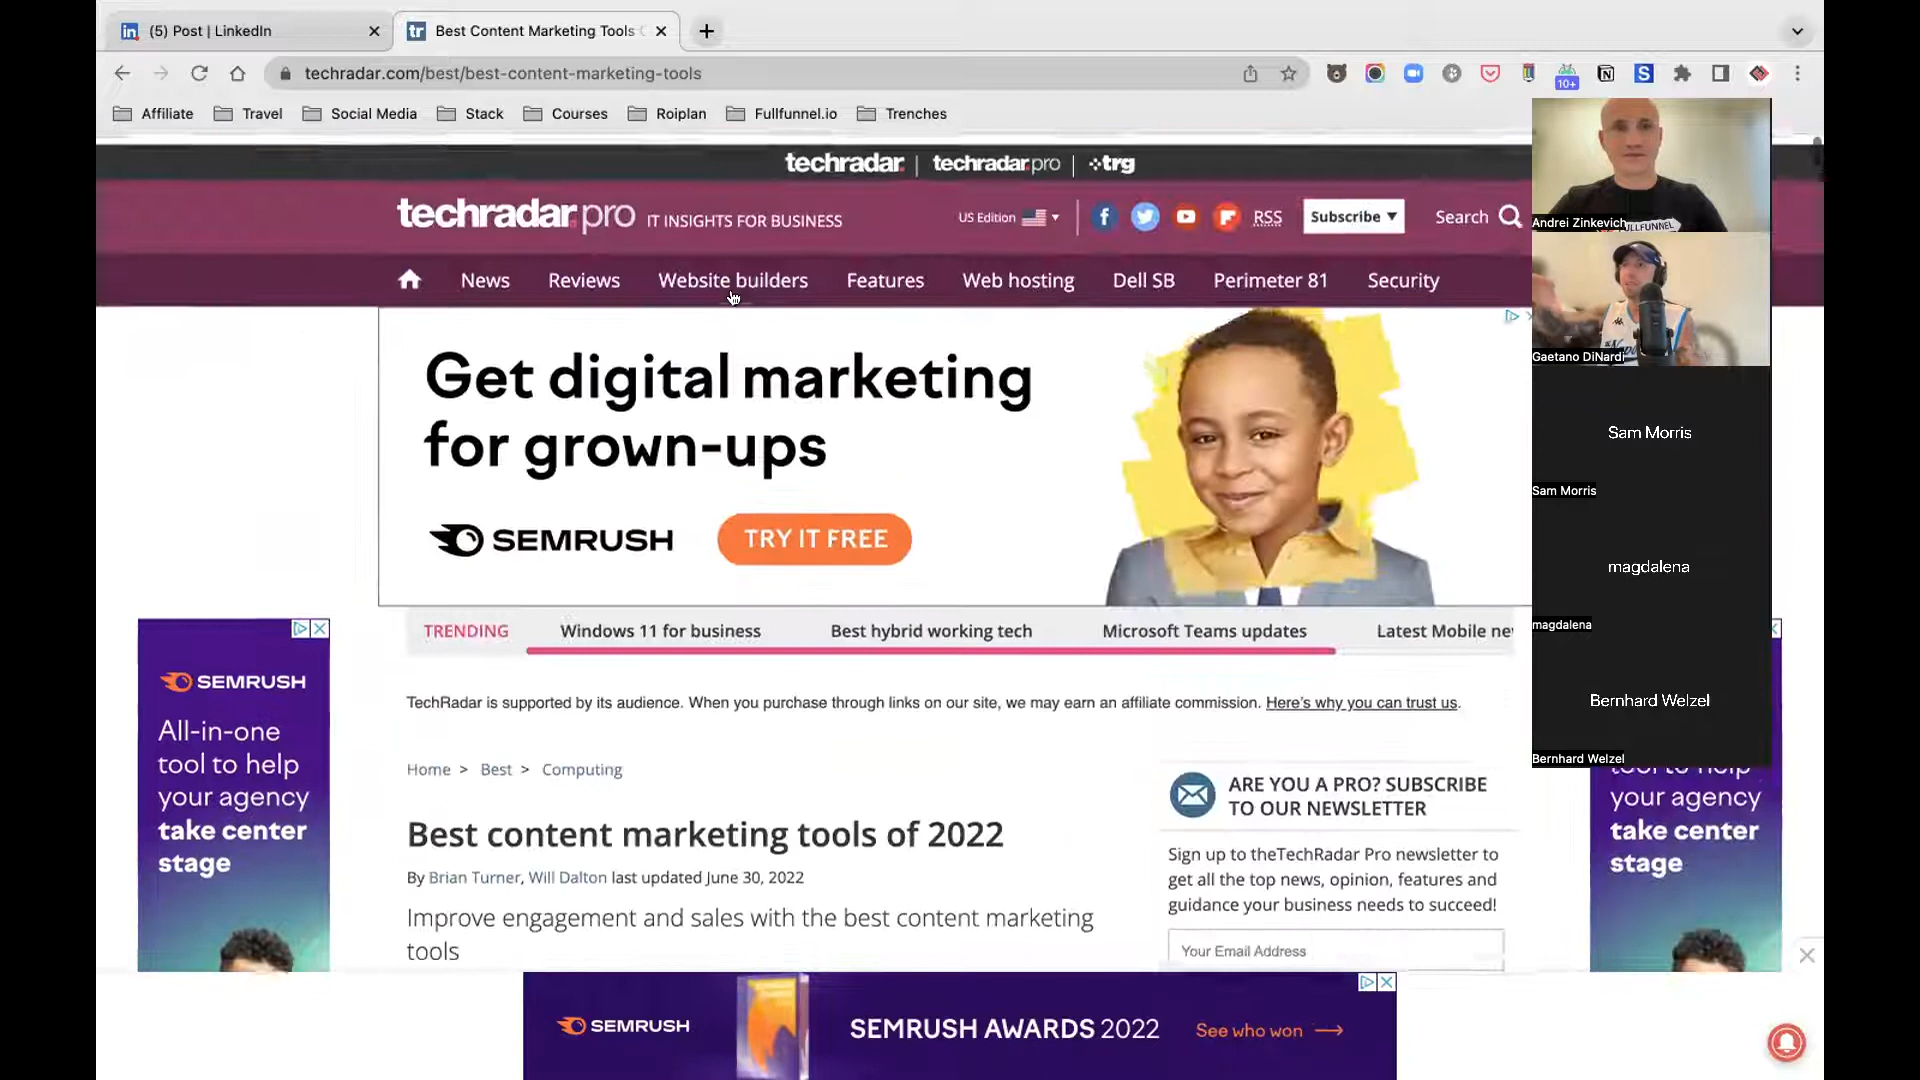 (5) Post | LinkedIn
Best Content Marketing Tools
techradar.com/best/best-content-marketing-tools
10+
Affiliate
Travel
Social Media
Stack
Courses
Roiplan
Fullfunnel.io
Trenches
techradar. | techradar.pro | trg
techradar.pro IT INSIGHTS FOR BUSINESS
US Edition
RSS
Subscribe ▼
Search
News
Reviews
Website builders
Features
Web hosting
Dell SB
Perimeter 81
Security
Get digital marketing
for grown-ups
SEMRUSH
TRY IT FREE
TRENDING
Windows 11 for business
Best hybrid working tech
Microsoft Teams updates
Latest Mobile
TechRadar is supported by its audience. When you purchase through links on our site, we may earn an affiliate commission. Here's why you can trust us.
Home > Best > Computing
Best content marketing tools of 2022
By Brian Turner, Will Dalton last updated June 30, 2022
Improve engagement and sales with the best content marketing
tools
ARE YOU A PRO? SUBSCRIBE
TO OUR NEWSLETTER
Sign up to theTechRadar Pro newsletter to
get all the top news, opinion, features and
guidance your business needs to succeed!
Your Email Address
SEMRUSH
All-in-one
tool to help
your agency
take center
stage
tool to help
your agency
take center
stage
SEMRUSH
SEMRUSH AWARDS 2022
See who won
Andrei Zinkevich
Gaetano DiNardi
Sam Morris
Sam Morris
magdalena
magdalena
Bernhard Welzel
Bernhard Welzel